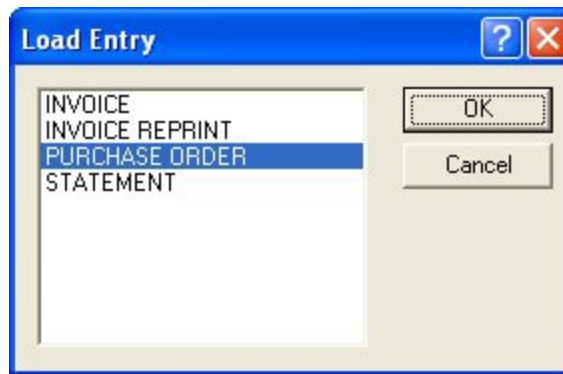 Load Entry
INVOICE
INVOICE REPRINT
PURCHASE ORDER
STATEMENT
OK
Cancel